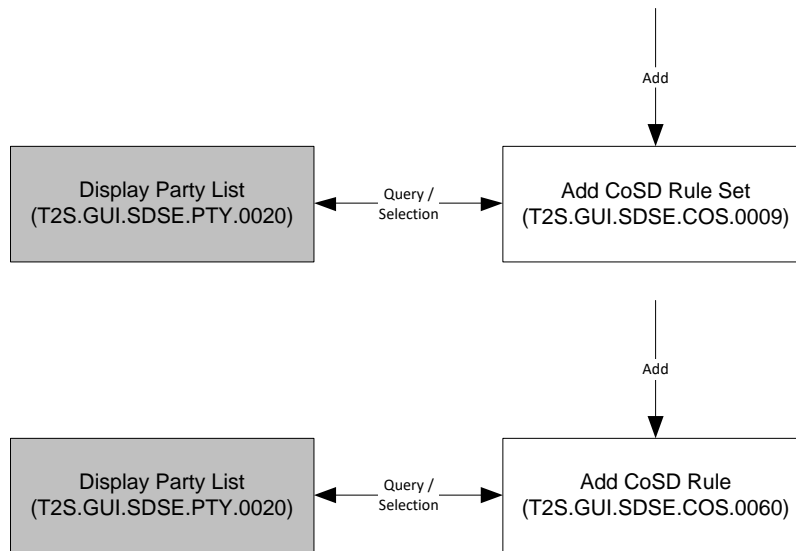 Add
Display Party List
(T2S.GUI.SDSE.PTY.0020)
Query /
Selection
Add CoSD Rule Set
(T2S.GUI.SDSE.COS.0009)
Add
Display Party List
(T2S.GUI.SDSE.PTY.0020)
Query /
Selection
Add CoSD Rule
(T2S.GUI.SDSE.COS.0060)